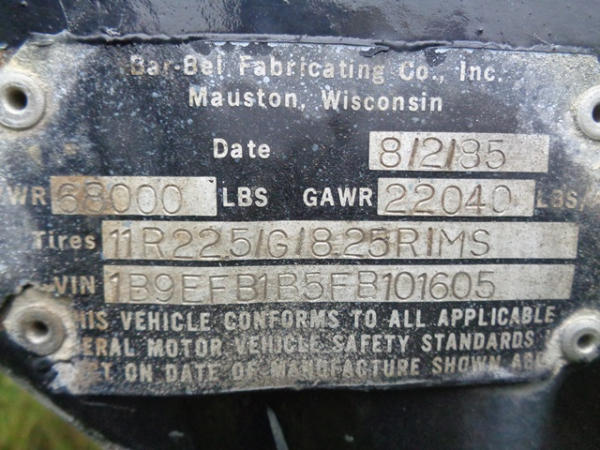 Bar-Bel Fabricating Co., Inc.
Mauston, Wisconsin
Date 8/2/85
WR 68000 LBS GAWR 22040 LBS/
Tires 11R225/G/825RIMS
VIN 1B9EFB1B5FB101605
THIS VEHICLE CONFORMS TO ALL APPLICABLE
ERAL MOTOR VEHICLE SAFETY STANDARDS
ECT ON DATE OF MANUFACTURE SHOWN AB